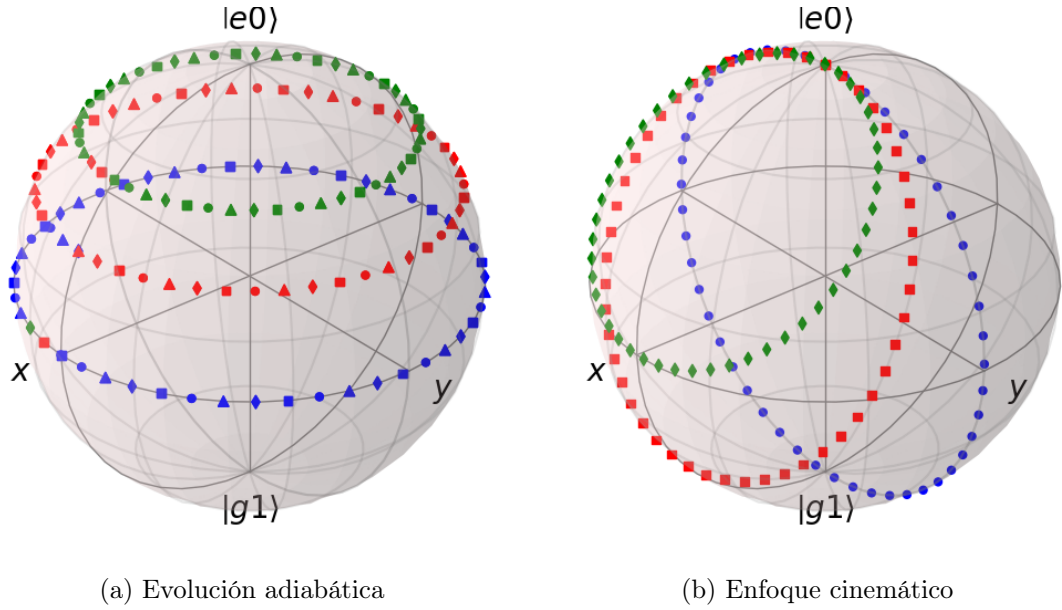 |e0⟩ |e0⟩
x y x y
|g1⟩ |g1⟩
(a) Evolución adiabática (b) Enfoque cinemático